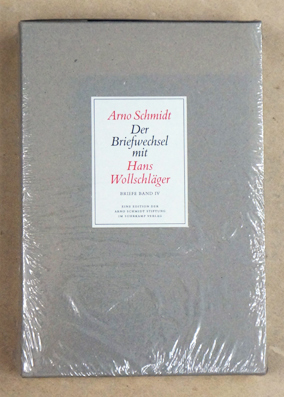 Arno Schmidt
Der
Briefwechsel
mit
Hans
Wollschläger
BRIEFE BAND IV
EINE EDITION DER
ARNO SCHMIDT STIFTUNG
IM SUHRKAMP VERLAG